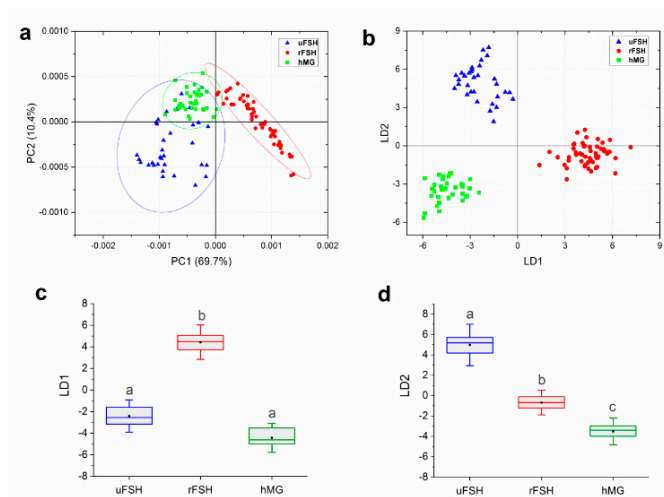 a
0.0010
0.0005
0.0000
-0.0005
-0.0010
PC2 (10.4%)
uFSH
rFSH
hMG
-0.002
-0.001
0.000
0.001
0.002
PC1 (69.7%)
b
9
6
3
0
-3
-6
LD2
uFSH
rFSH
hMG
-6
-3
0
3
6
9
LD1
c
8
6
4
2
0
-2
-4
-6
-8
LD1
a
b
a
uFSH
rFSH
hMG
d
8
6
4
2
0
-2
-4
-6
-8
LD2
a
b
c
uFSH
rFSH
hMG